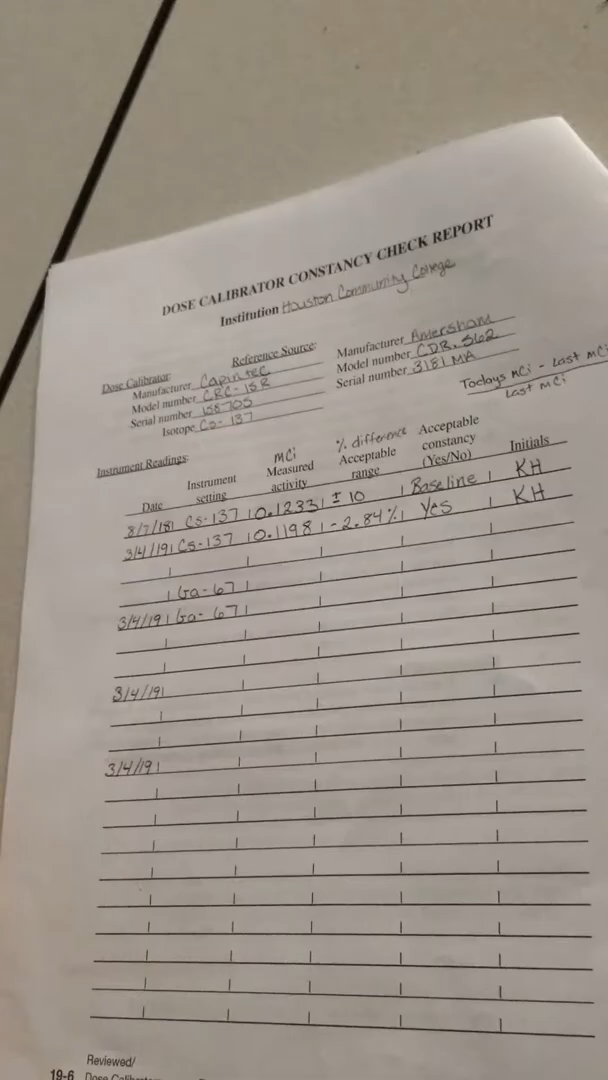 DOSE CALIBRATOR CONSTANCY CHECK REPORT
Institution Houston Community College
Dose Calibrator: Reference Source:
Manufacturer Capintec Manufacturer Amersham
Model number CRC-15R Model number CDR.562
Serial number 158705 Serial number 3181 MA
Isotope Cs-137
Todays mCi - Last mCi
Last mCi
Instrument Readings:
mCi % difference Acceptable
Instrument Measured Acceptable constancy
Date setting activity range (Yes/No) Initials
8/7/18 Cs-137 0.1233 ± 10 Baseline KH
3/4/19 Cs-137 0.1198 -2.84% Yes KH
Ga-67
3/4/19 Ga-67
3/4/19
3/4/19
Reviewed/
19-6 Dose